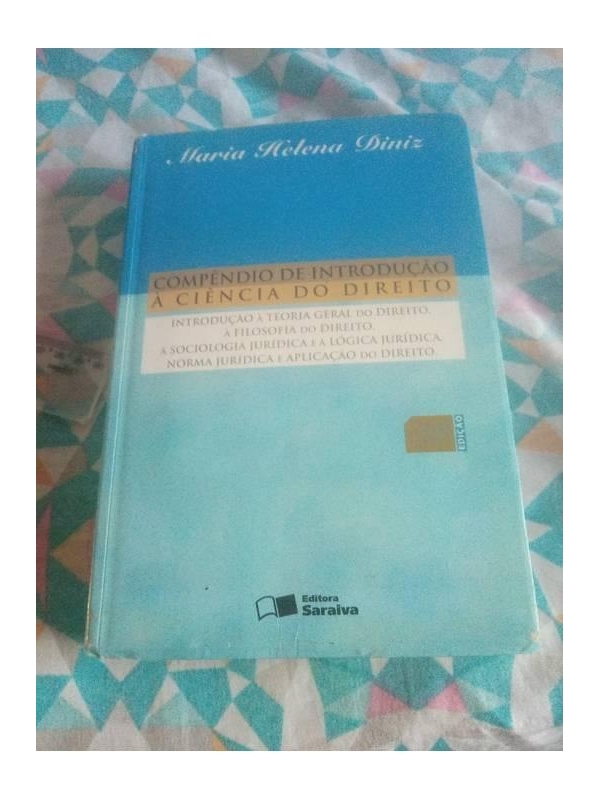 Maria Helena Diniz
COMPÊNDIO DE INTRODUÇÃO
À CIÊNCIA DO DIREITO
INTRODUÇÃO À TEORIA GERAL DO DIREITO,
À FILOSOFIA DO DIREITO,
À SOCIOLOGIA JURÍDICA E À LÓGICA JURÍDICA.
NORMA JURÍDICA E APLICAÇÃO DO DIREITO.
EDIÇÃO
Editora
Saraiva